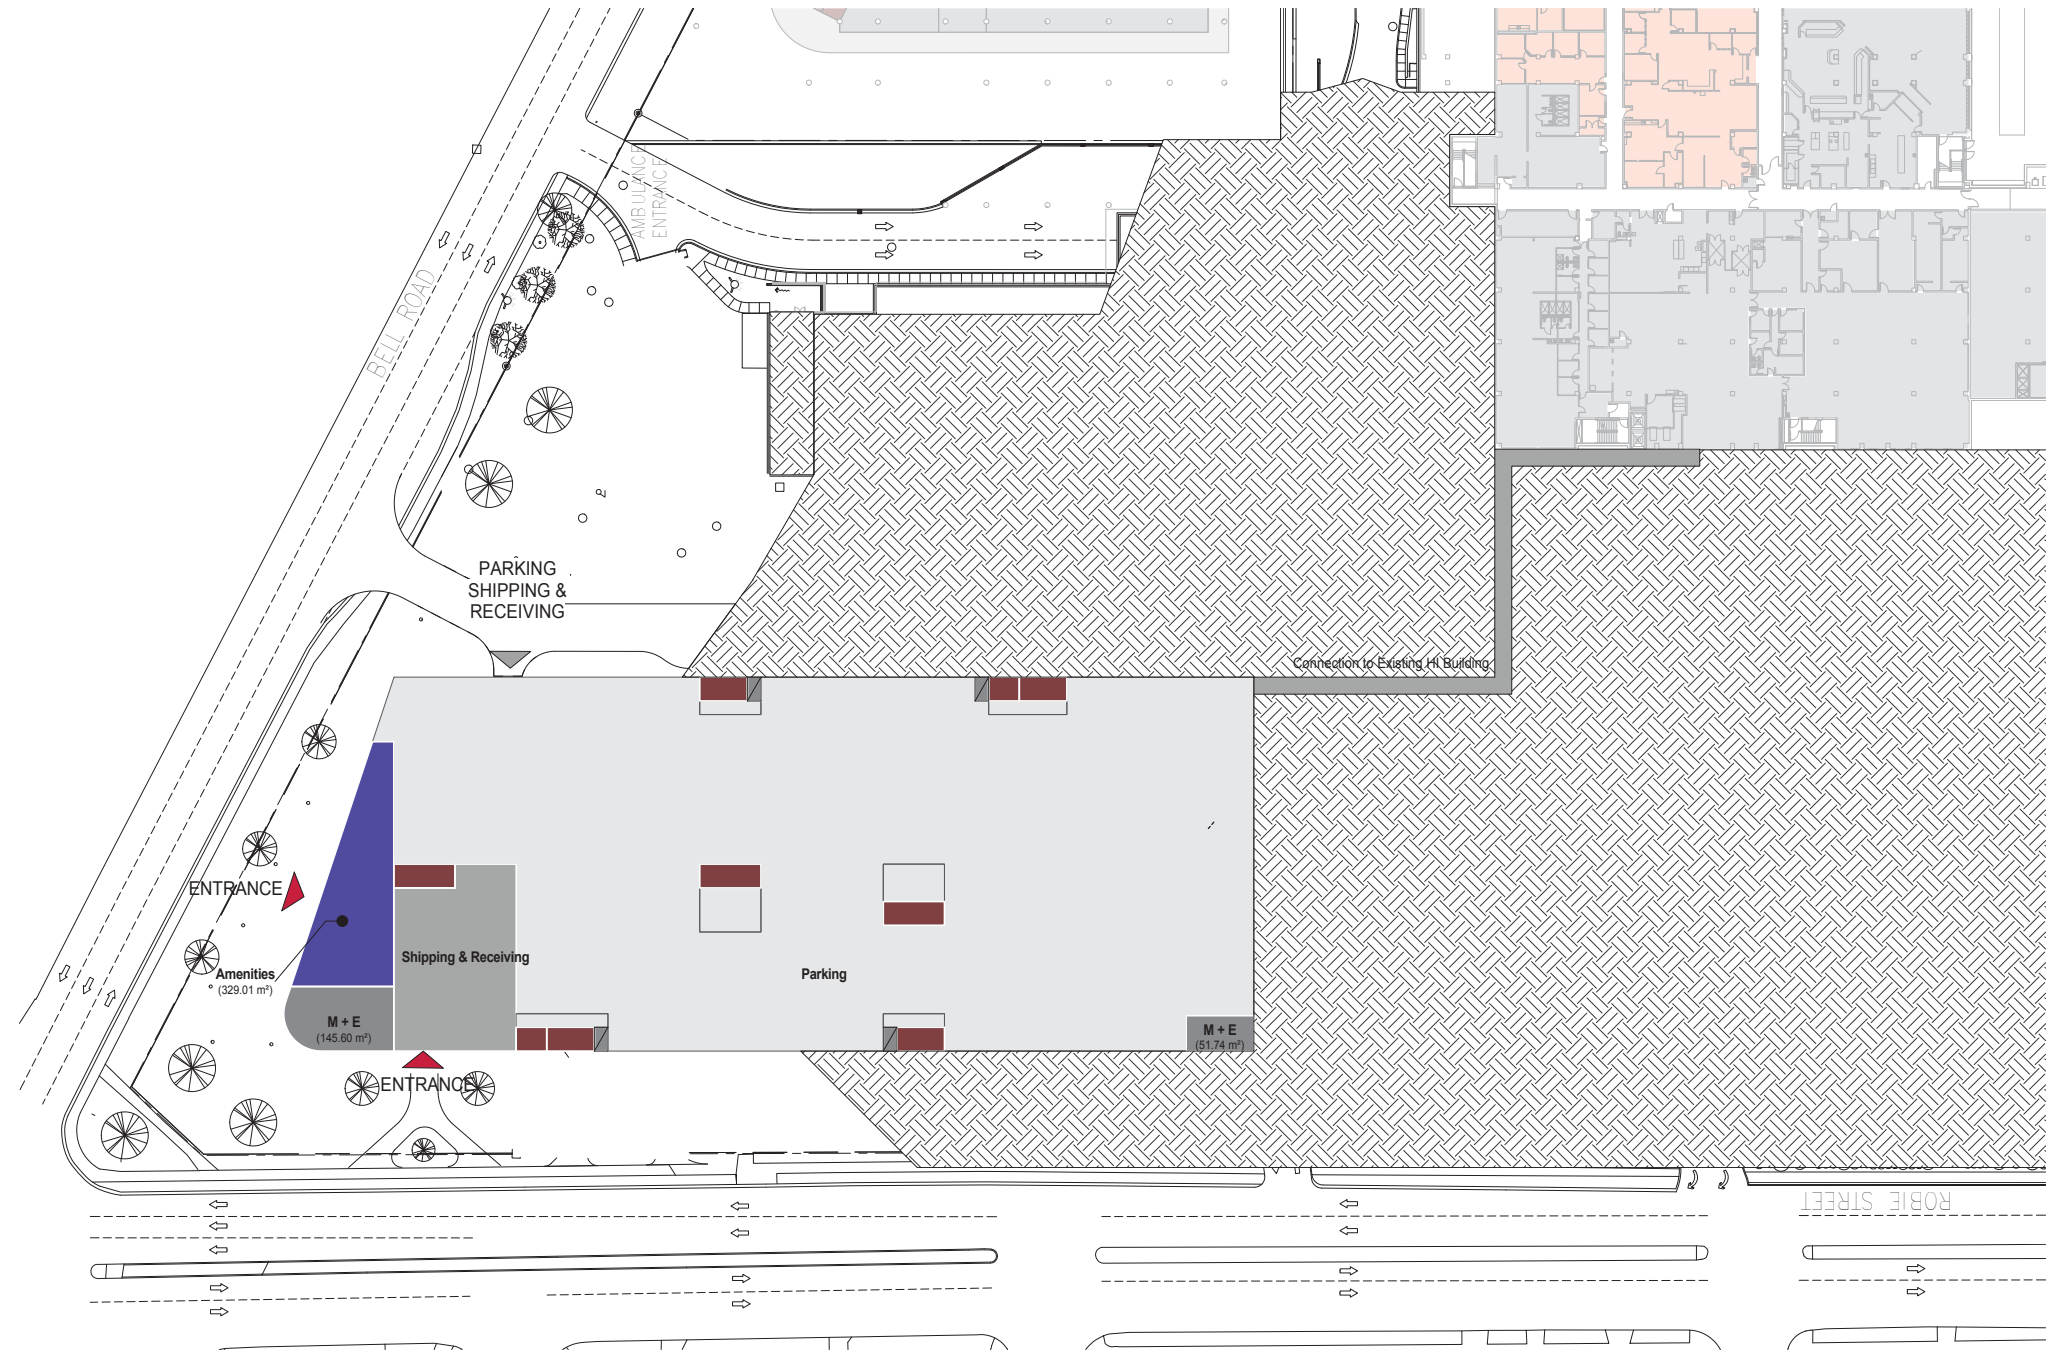 AMBULANCE
ENTRANCE
BELL ROAD
PARKING
SHIPPING &
RECEIVING
Connection to Existing HI Building
ENTRANCE
Shipping & Receiving
Amenities
(329.01 m²)
Parking
M + E
(145.60 m²)
M + E
(51.74 m²)
ENTRANCE
ROBIE STREET